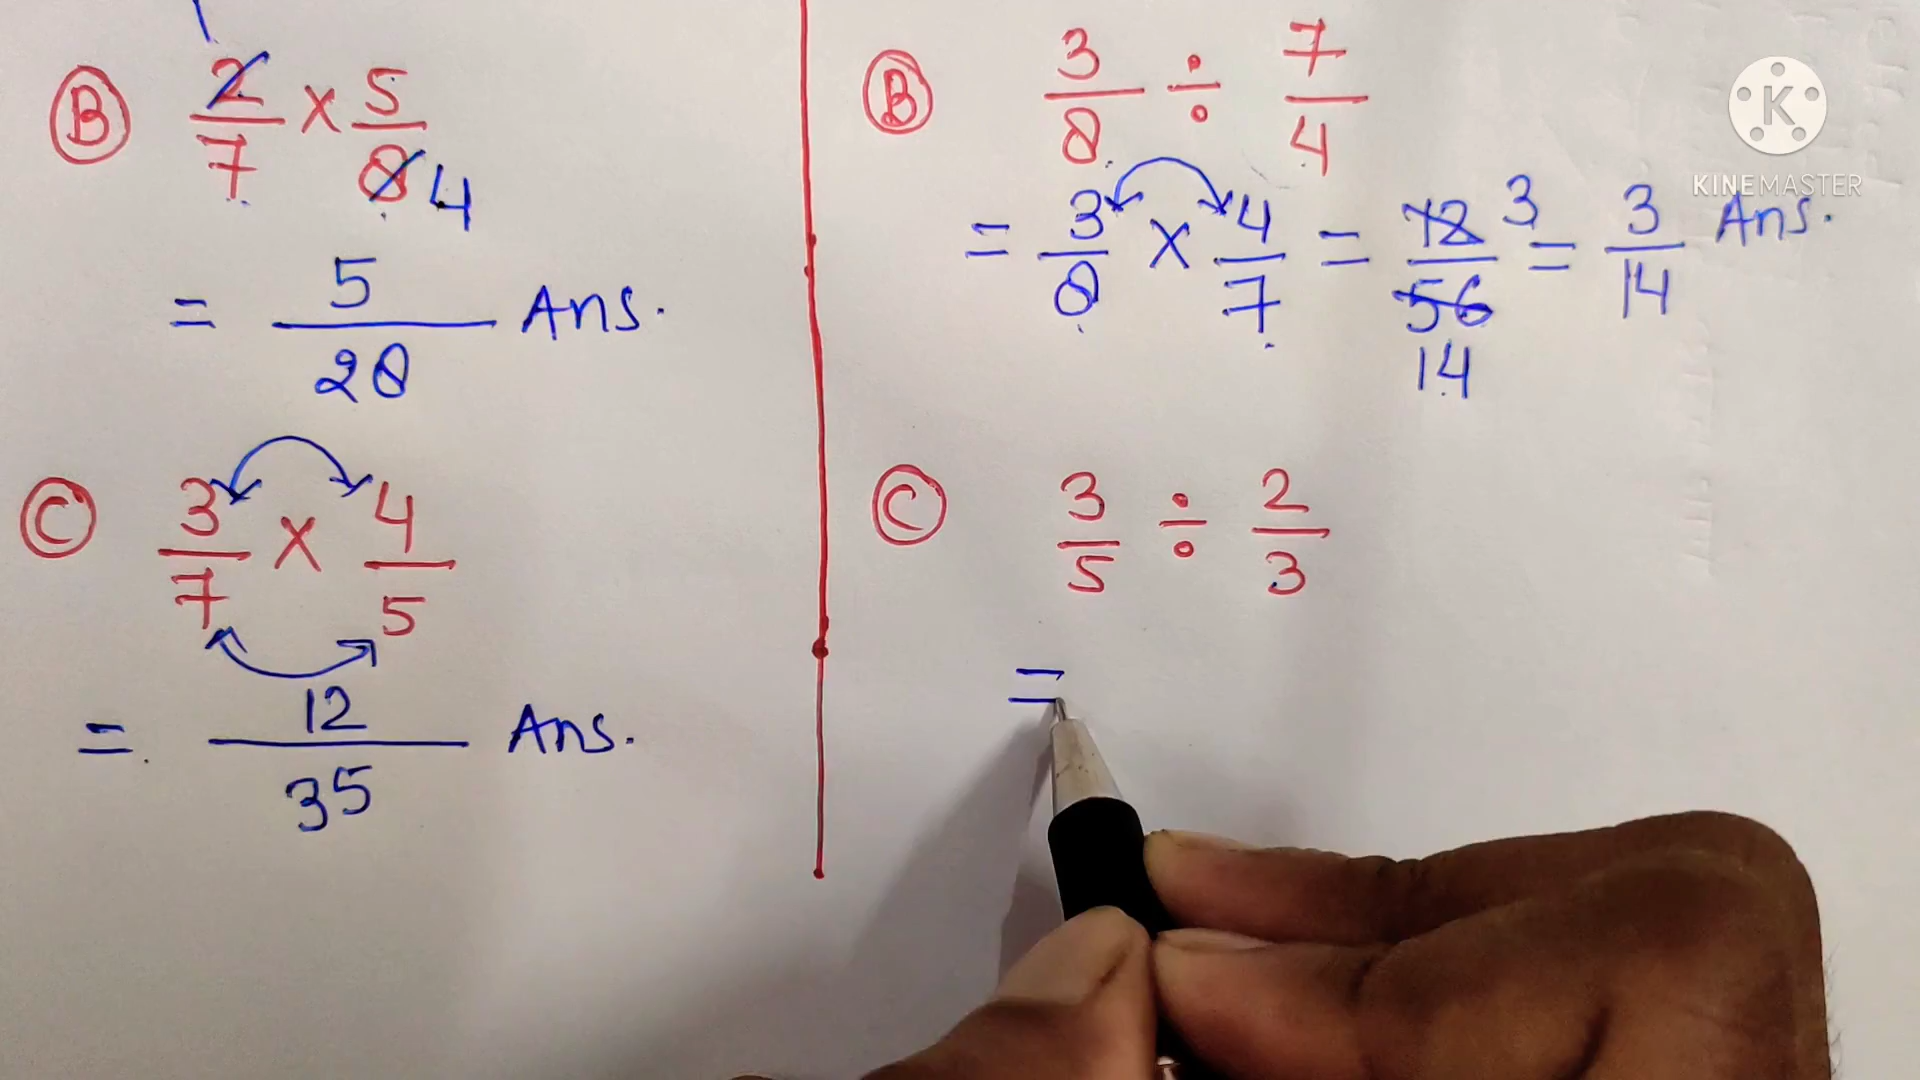 Ⓑ 2/7 × 5/8 4
= 5/28 Ans.
Ⓒ 3/7 × 4/5
= 12/35 Ans.
Ⓑ 3/8 ÷ 7/4
= 3/8 × 4/7 = 12/56 3 14 = 3/14 Ans.
Ⓒ 3/5 ÷ 2/3
=
K
KINEMASTER